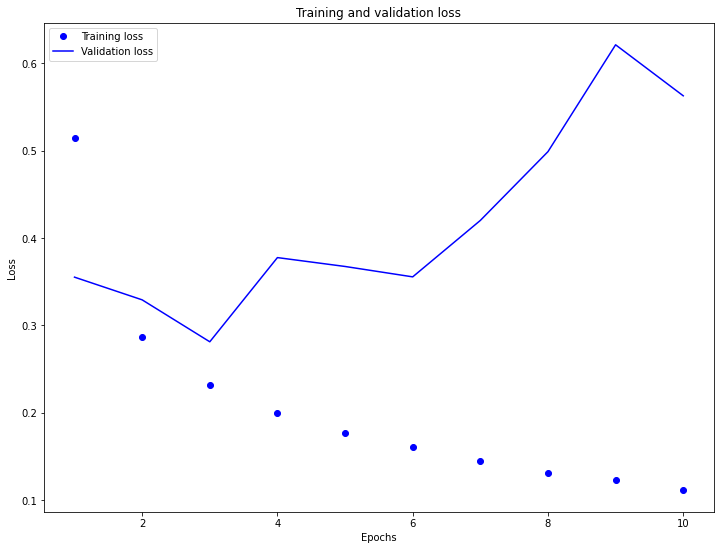 Training and validation loss
Training loss
Validation loss
Loss
0.6
0.5
0.4
0.3
0.2
0.1
2
4
6
8
10
Epochs